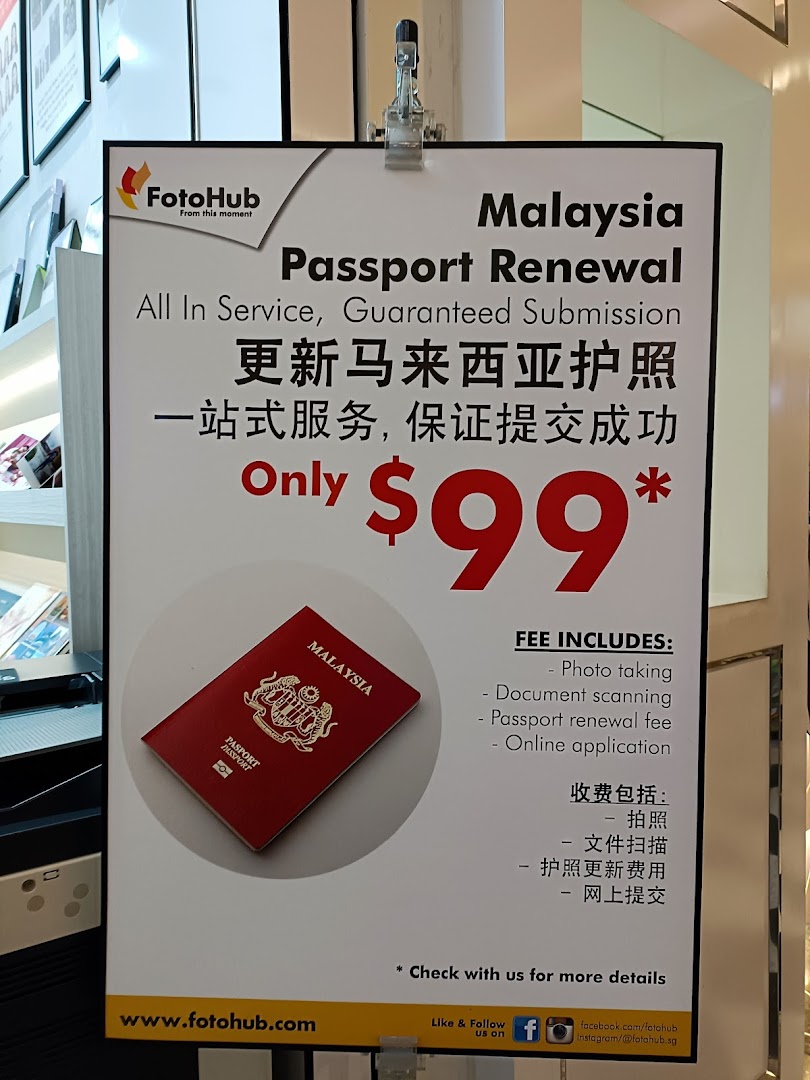 FotoHub
From this moment
Malaysia
Passport Renewal
All In Service, Guaranteed Submission
更新马来西亚护照
一站式服务, 保证提交成功
Only $99*
MALAYSIA
PASPORT
PASSPORT
FEE INCLUDES:
- Photo taking
- Document scanning
- Passport renewal fee
- Online application
收费包括:
- 拍照
- 文件扫描
- 护照更新费用
- 网上提交
* Check with us for more details
www.fotohub.com
Like & Follow
us on
facebook.com/fotohub
instagram/@fotohub.sg